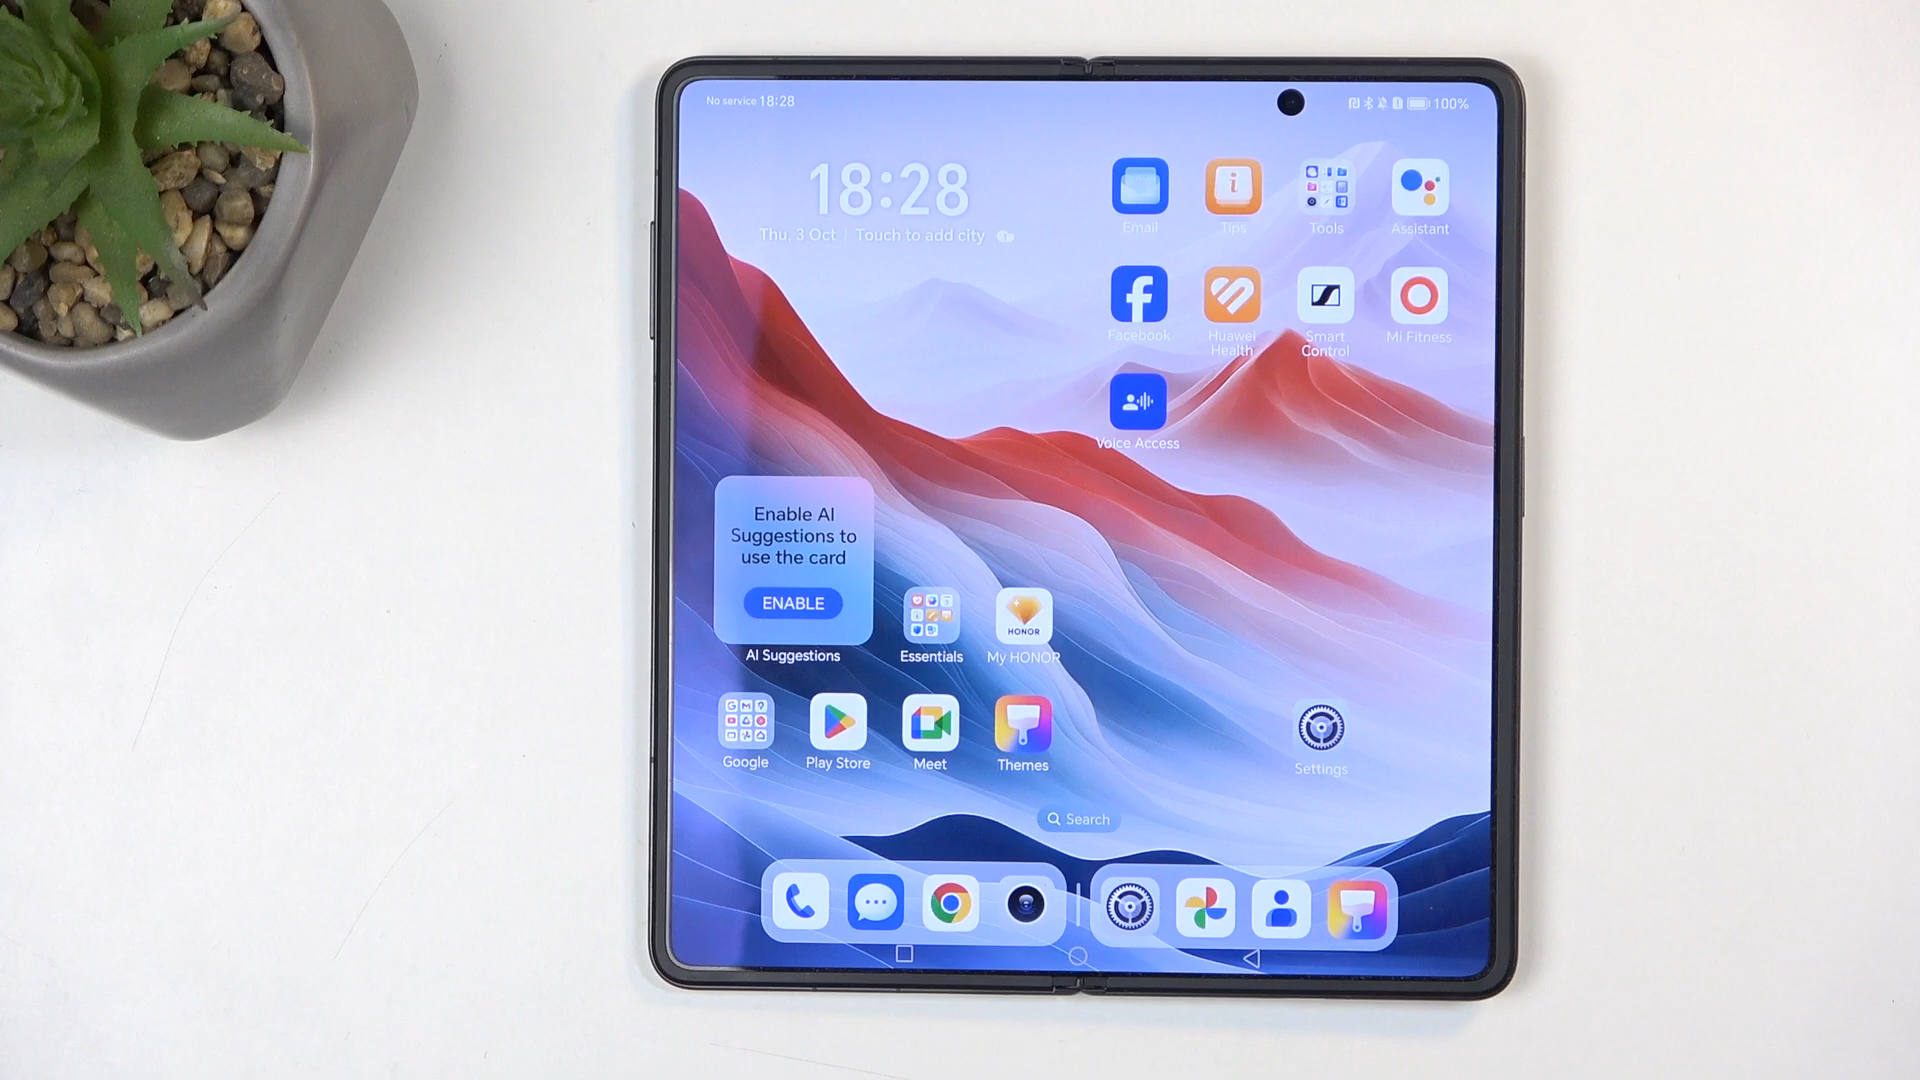 No service 18:28
100%
18:28
Thu, 3 Oct | Touch to add city
Email
Tips
Tools
Assistant
Facebook
Huawei
Health
Smart
Control
Mi Fitness
Voice Access
Enable AI
Suggestions to
use the card
ENABLE
AI Suggestions
Essentials
HONOR
My HONOR
Google
Play Store
Meet
Themes
Settings
Search